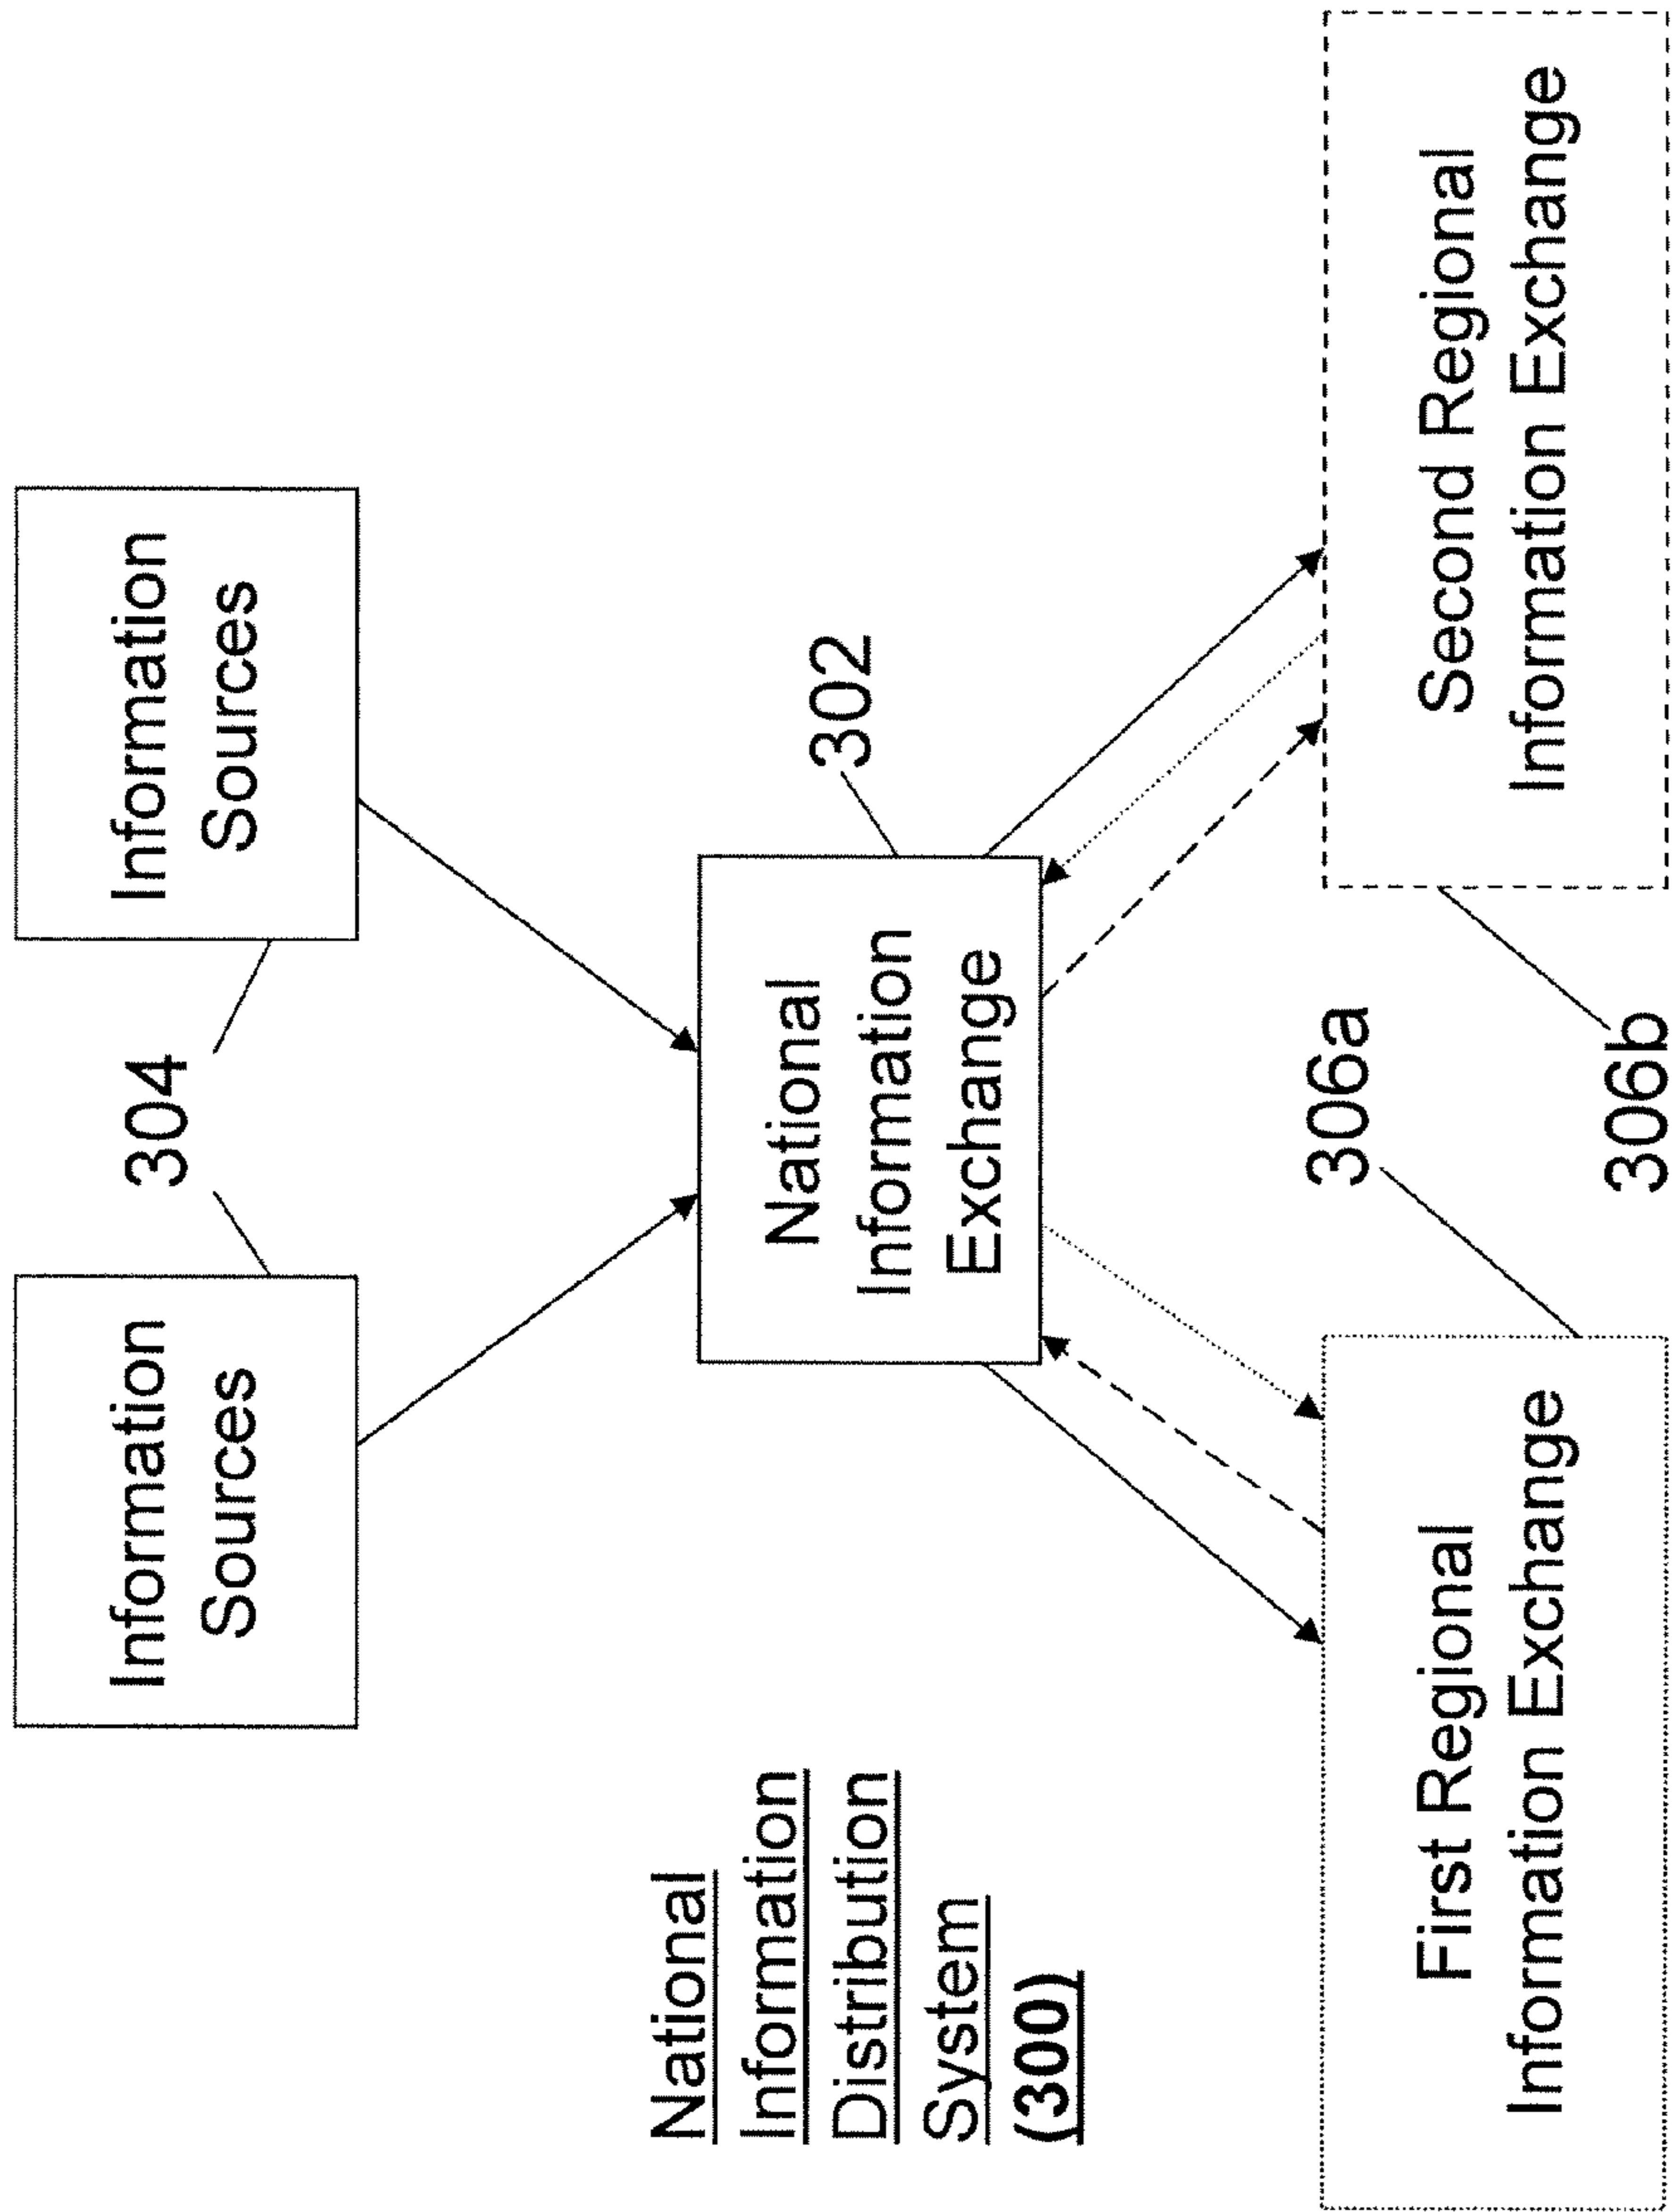 Information
Sources
304
Information
Sources
National
Information
Distribution
System
(300)
National
Information
Exchange
302
First Regional
Information Exchange
306a
306b
Second Regional
Information Exchange